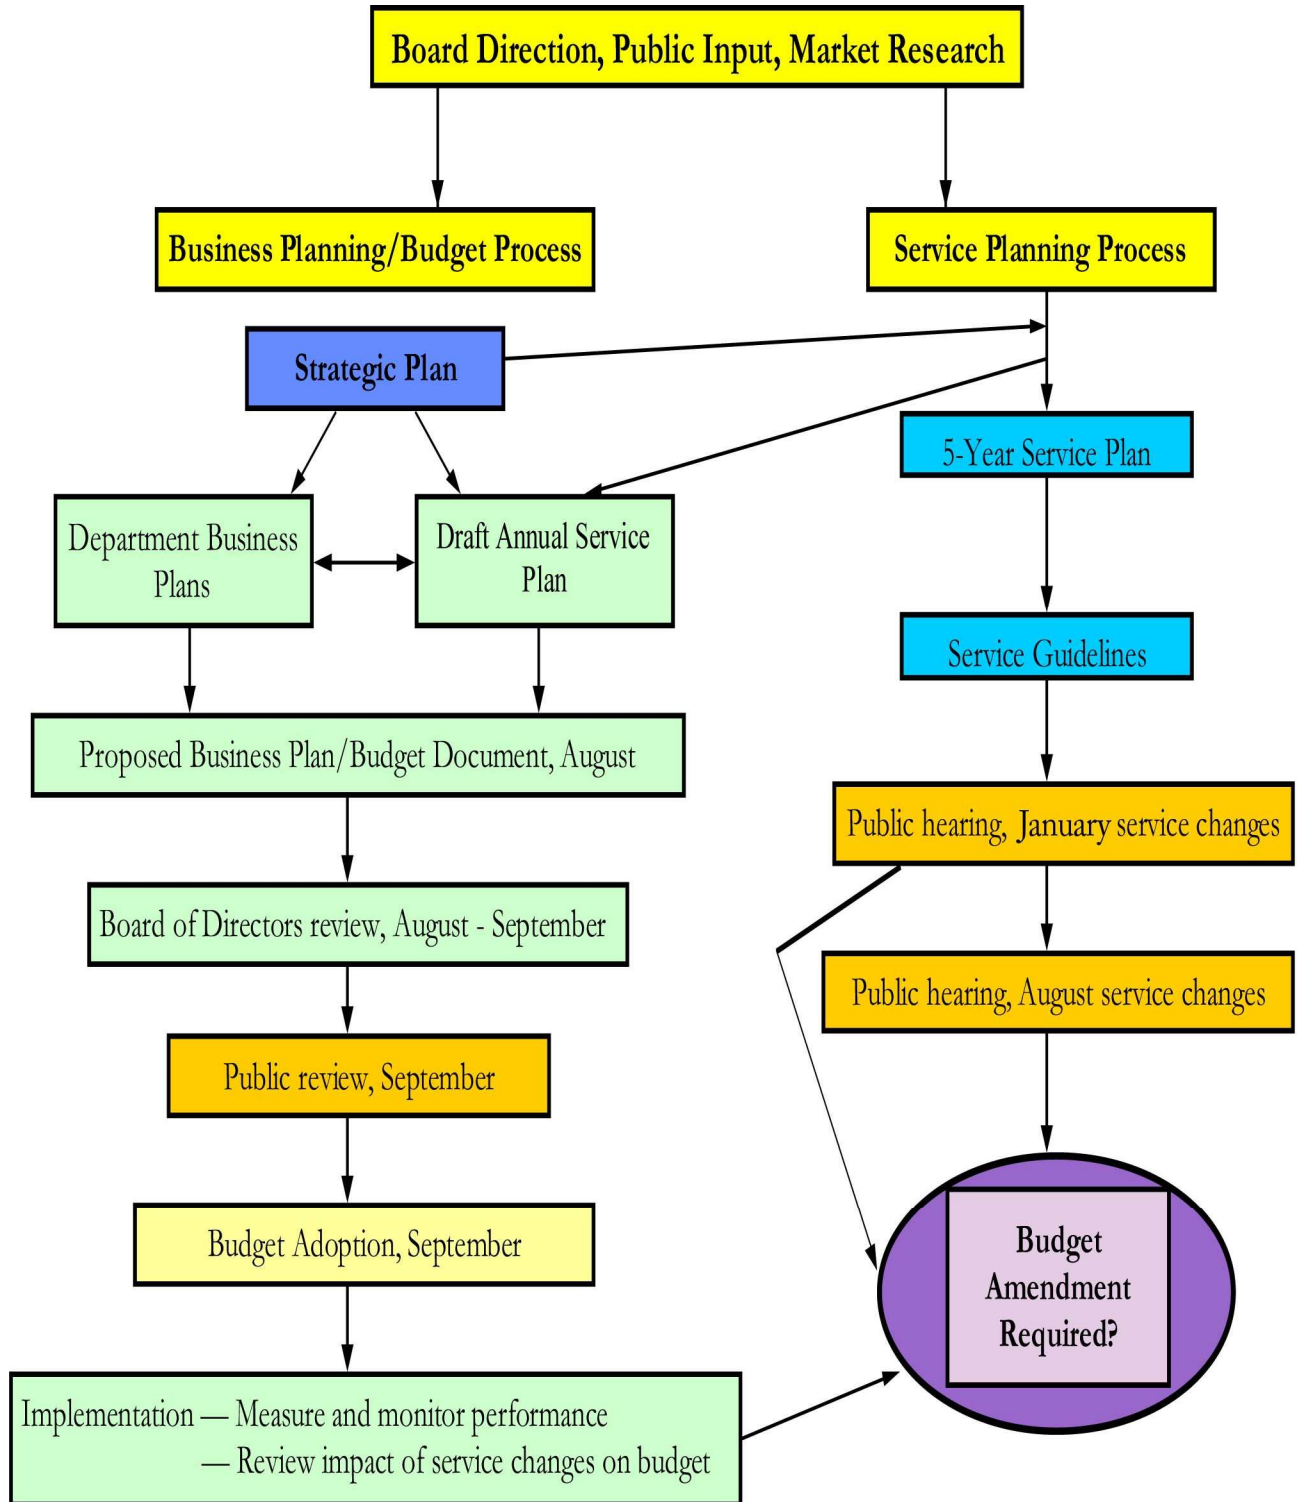 Board Direction, Public Input, Market Research
Business Planning/Budget Process
Service Planning Process
Strategic Plan
5-Year Service Plan
Department Business
Plans
Draft Annual Service
Plan
Service Guidelines
Proposed Business Plan/Budget Document, August
Public hearing, January service changes
Board of Directors review, August - September
Public hearing, August service changes
Public review, September
Budget Adoption, September
Budget
Amendment
Required?
Implementation — Measure and monitor performance
— Review impact of service changes on budget